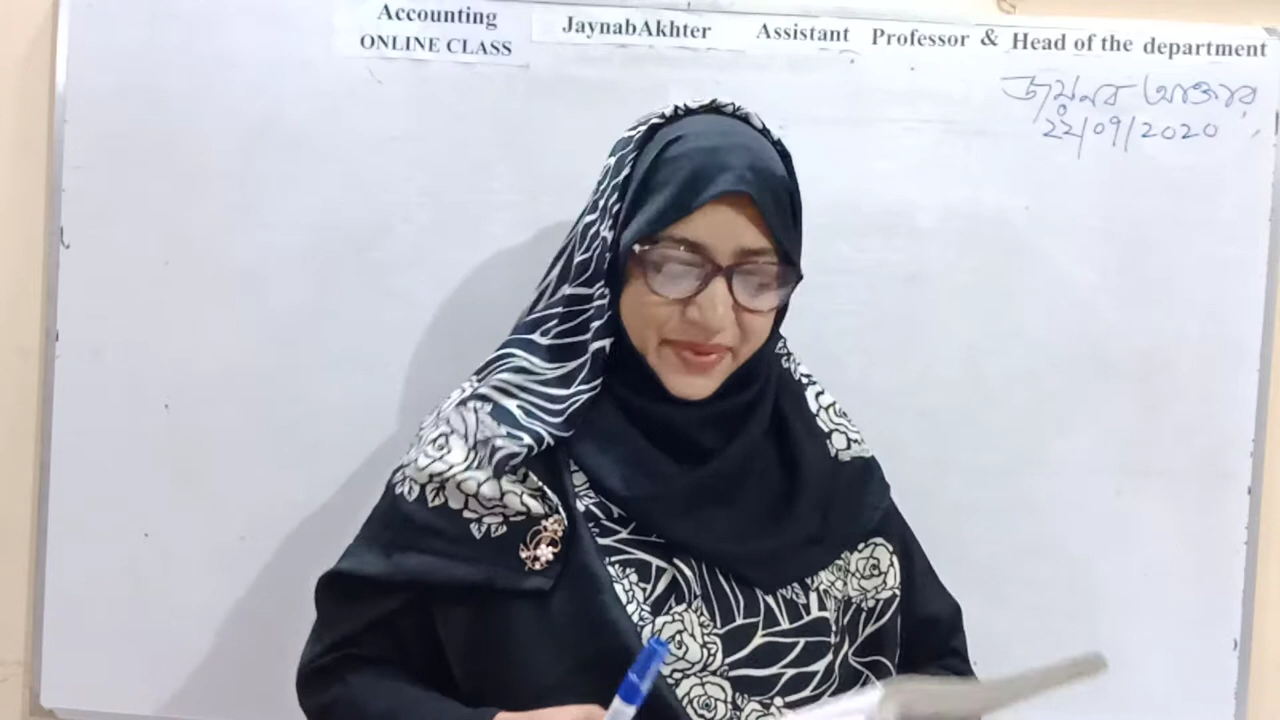 Accounting
ONLINE CLASS
JaynabAkhter Assistant Professor & Head of the department
জয়নব আক্তার
22/09/2020